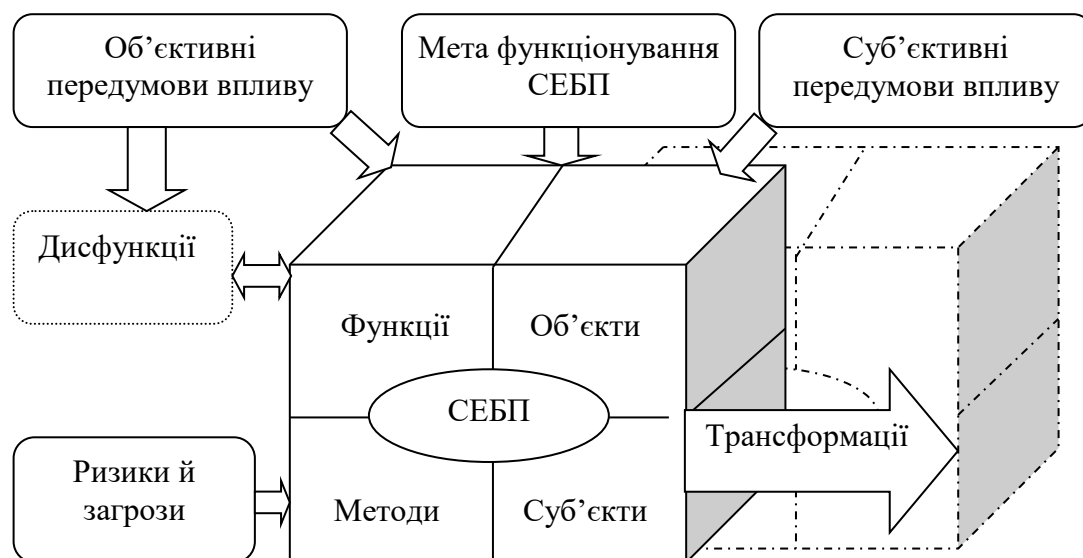 Об’єктивні
передумови впливу
Мета функціонування
СЕБП
Суб’єктивні
передумови впливу
Дисфункції
Функції
Об’єкти
СЕБП
Трансформації
Ризики й
загрози
Методи
Суб’єкти